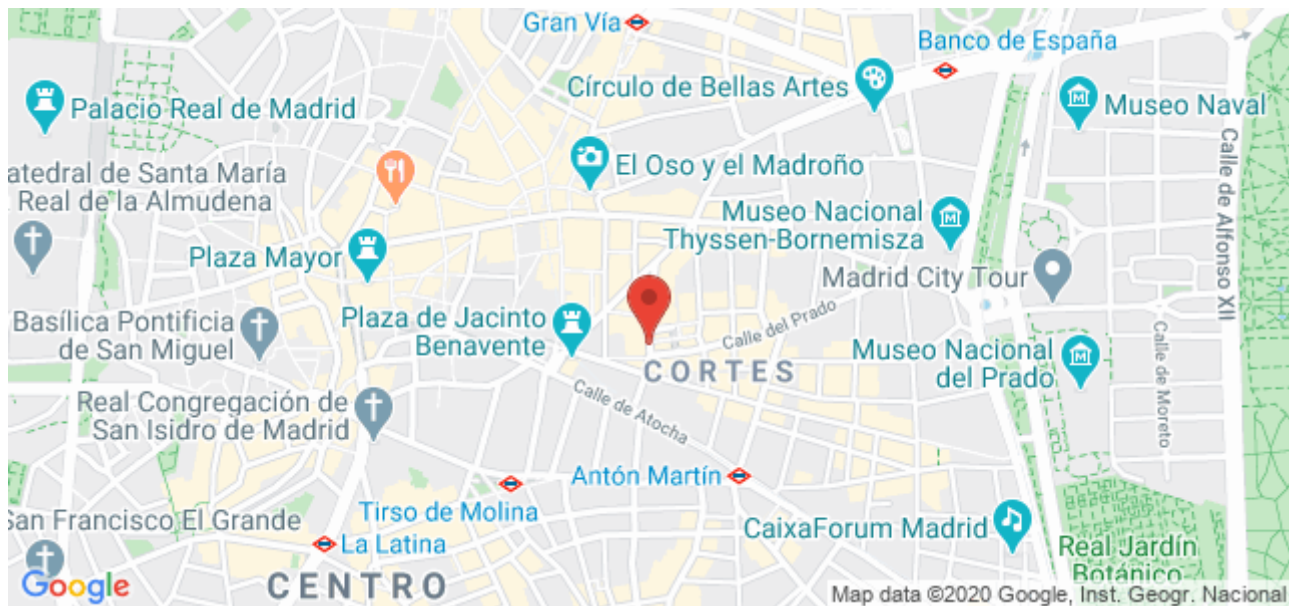 Gran Vía
Banco de España
Círculo de Bellas Artes
Palacio Real de Madrid
Museo Naval
El Oso y el Madroño
atedral de Santa María
Real de la Almudena
Calle de Alfonso XII
Museo Nacional
Thyssen-Bornemisza
Plaza Mayor
Madrid City Tour
Basílica Pontificia
de San Miguel
Plaza de Jacinto
Benavente
Calle del Prado
CORTES
Museo Nacional
del Prado
Calle de Moreto
Real Congregación de
San Isidro de Madrid
Calle de Atocha
Antón Martín
Tirso de Molina
San Francisco El Grande
La Latina
CaixaForum Madrid
Real Jardín
Botánico
CENTRO
Google
Map data ©2020 Google, Inst. Geogr. Nacional